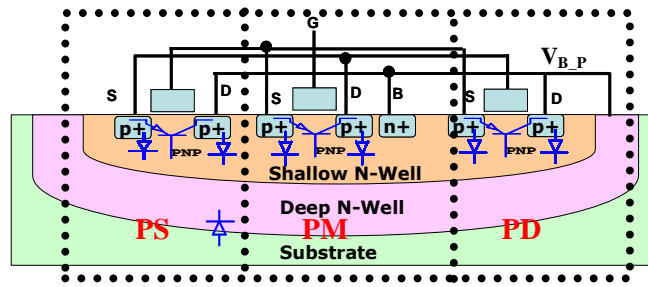 G
V_B_P
S D S D B S D
p+ p+ p+ p+ n+ p+ p+
PNP PNP PNP
Shallow N-Well
Deep N-Well
PS PM PD
Substrate